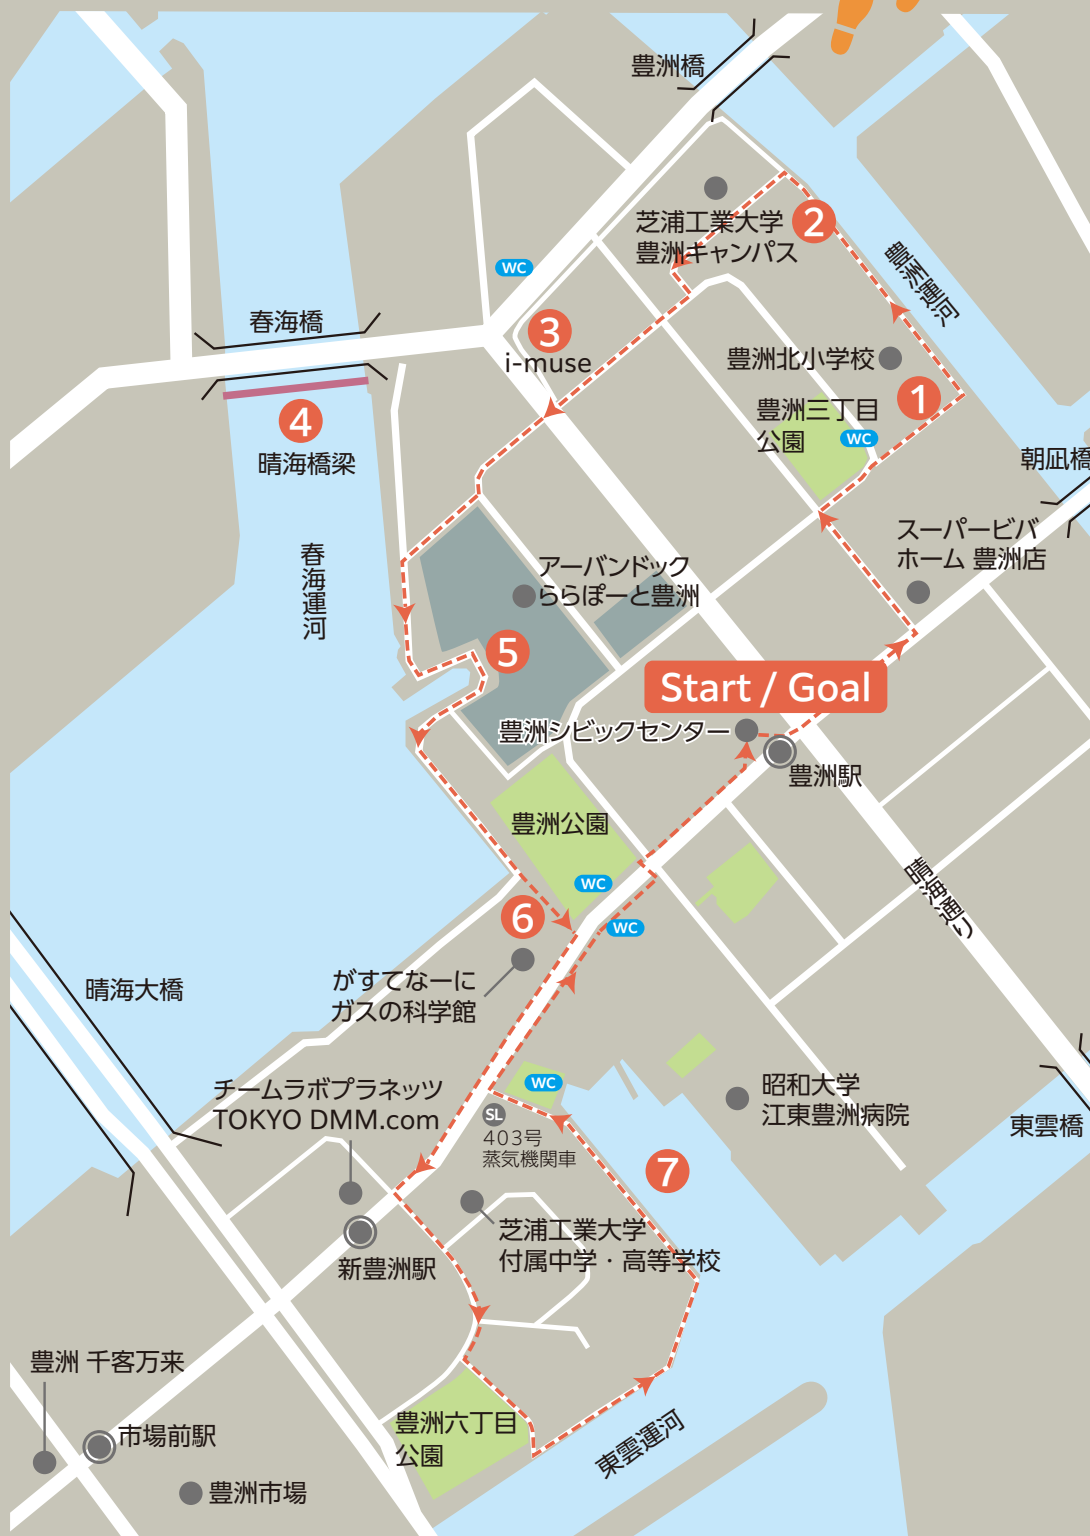 豊洲橋
芝浦工業大学
豊洲キャンパス
2
豊洲運河
WC
春海橋
3
i-muse
豊洲北小学校
1
豊洲三丁目
公園
WC
4
晴海橋梁
朝凪橋
スーパービバ
ホーム 豊洲店
春海運河
アーバンドック
ららぽーと豊洲
5
Start / Goal
豊洲シビックセンター
豊洲駅
豊洲公園
WC
晴海通り
6
WC
がすてなーに
ガスの科学館
晴海大橋
チームラボプラネッツ
TOKYO DMM.com
WC
SL
403号
蒸気機関車
昭和大学
江東豊洲病院
東雲橋
7
芝浦工業大学
付属中学・高等学校
新豊洲駅
豊洲 千客万来
市場前駅
豊洲六丁目
公園
東雲運河
豊洲市場